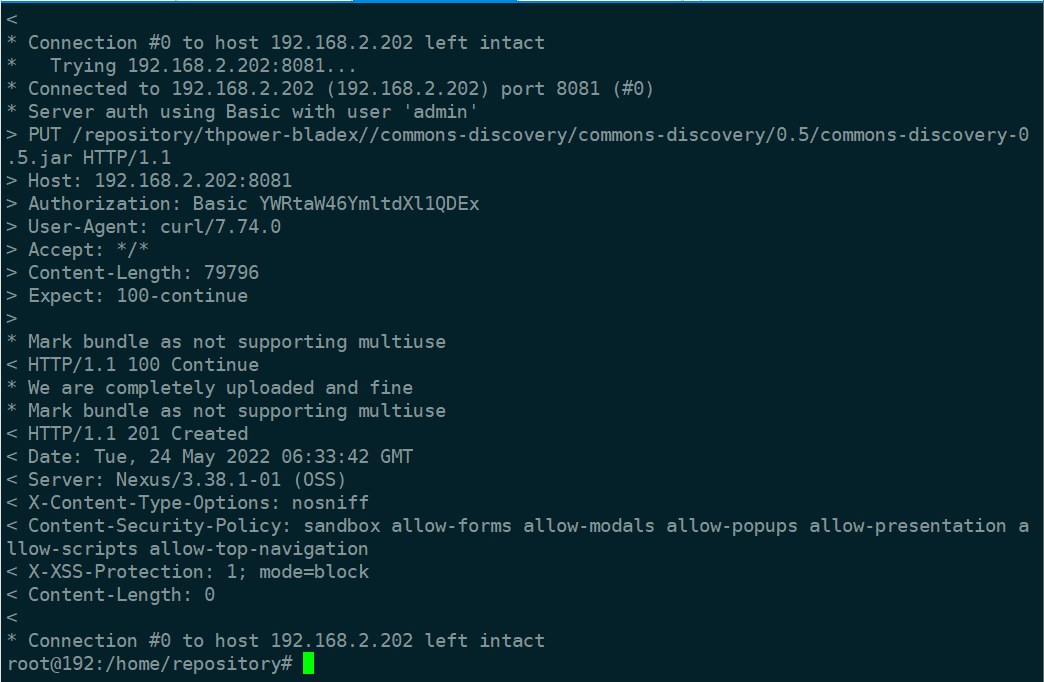 <
* Connection #0 to host 192.168.2.202 left intact
*   Trying 192.168.2.202:8081...
* Connected to 192.168.2.202 (192.168.2.202) port 8081 (#0)
* Server auth using Basic with user 'admin'
> PUT /repository/thpower-bladex//commons-discovery/commons-discovery/0.5/commons-discovery-0
.5.jar HTTP/1.1
> Host: 192.168.2.202:8081
> Authorization: Basic YWRtaW46YmltdXl1QDEx
> User-Agent: curl/7.74.0
> Accept: */*
> Content-Length: 79796
> Expect: 100-continue
>
* Mark bundle as not supporting multiuse
< HTTP/1.1 100 Continue
* We are completely uploaded and fine
* Mark bundle as not supporting multiuse
< HTTP/1.1 201 Created
< Date: Tue, 24 May 2022 06:33:42 GMT
< Server: Nexus/3.38.1-01 (OSS)
< X-Content-Type-Options: nosniff
< Content-Security-Policy: sandbox allow-forms allow-modals allow-popups allow-presentation a
llow-scripts allow-top-navigation
< X-XSS-Protection: 1; mode=block
< Content-Length: 0
<
* Connection #0 to host 192.168.2.202 left intact
root@192:/home/repository#